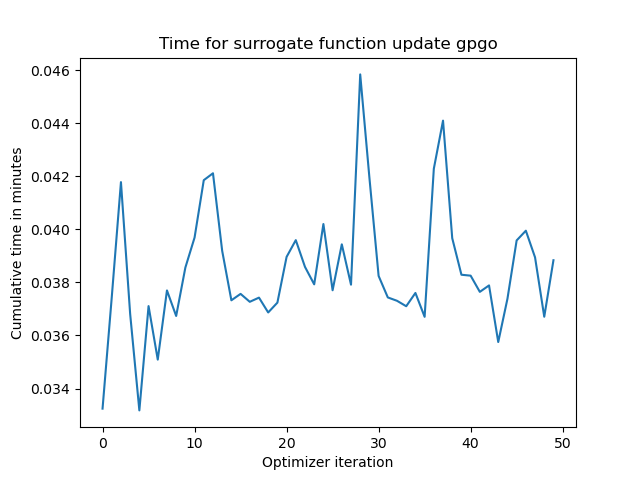 Time for surrogate function update gpgo
Cumulative time in minutes
0.046
0.044
0.042
0.040
0.038
0.036
0.034
0 10 20 30 40 50
Optimizer iteration